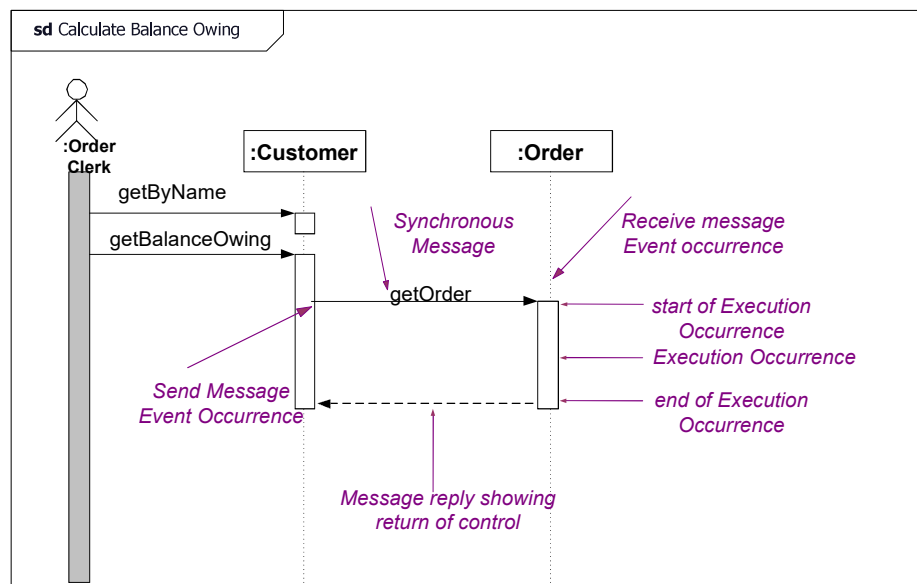 sd Calculate Balance Owing
:Order
Clerk
:Customer
:Order
getByName
getBalanceOwing
Synchronous
Message
Receive message
Event occurrence
getOrder
start of Execution
Occurrence
Execution Occurrence
Send Message
Event Occurrence
end of Execution
Occurrence
Message reply showing
return of control